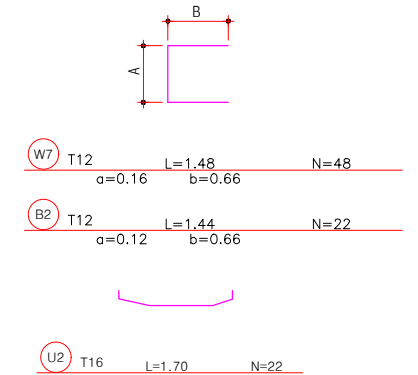 B
A
W7 T12 L=1.48 N=48
a=0.16 b=0.66
B2 T12 L=1.44 N=22
a=0.12 b=0.66
U2 T16 L=1.70 N=22